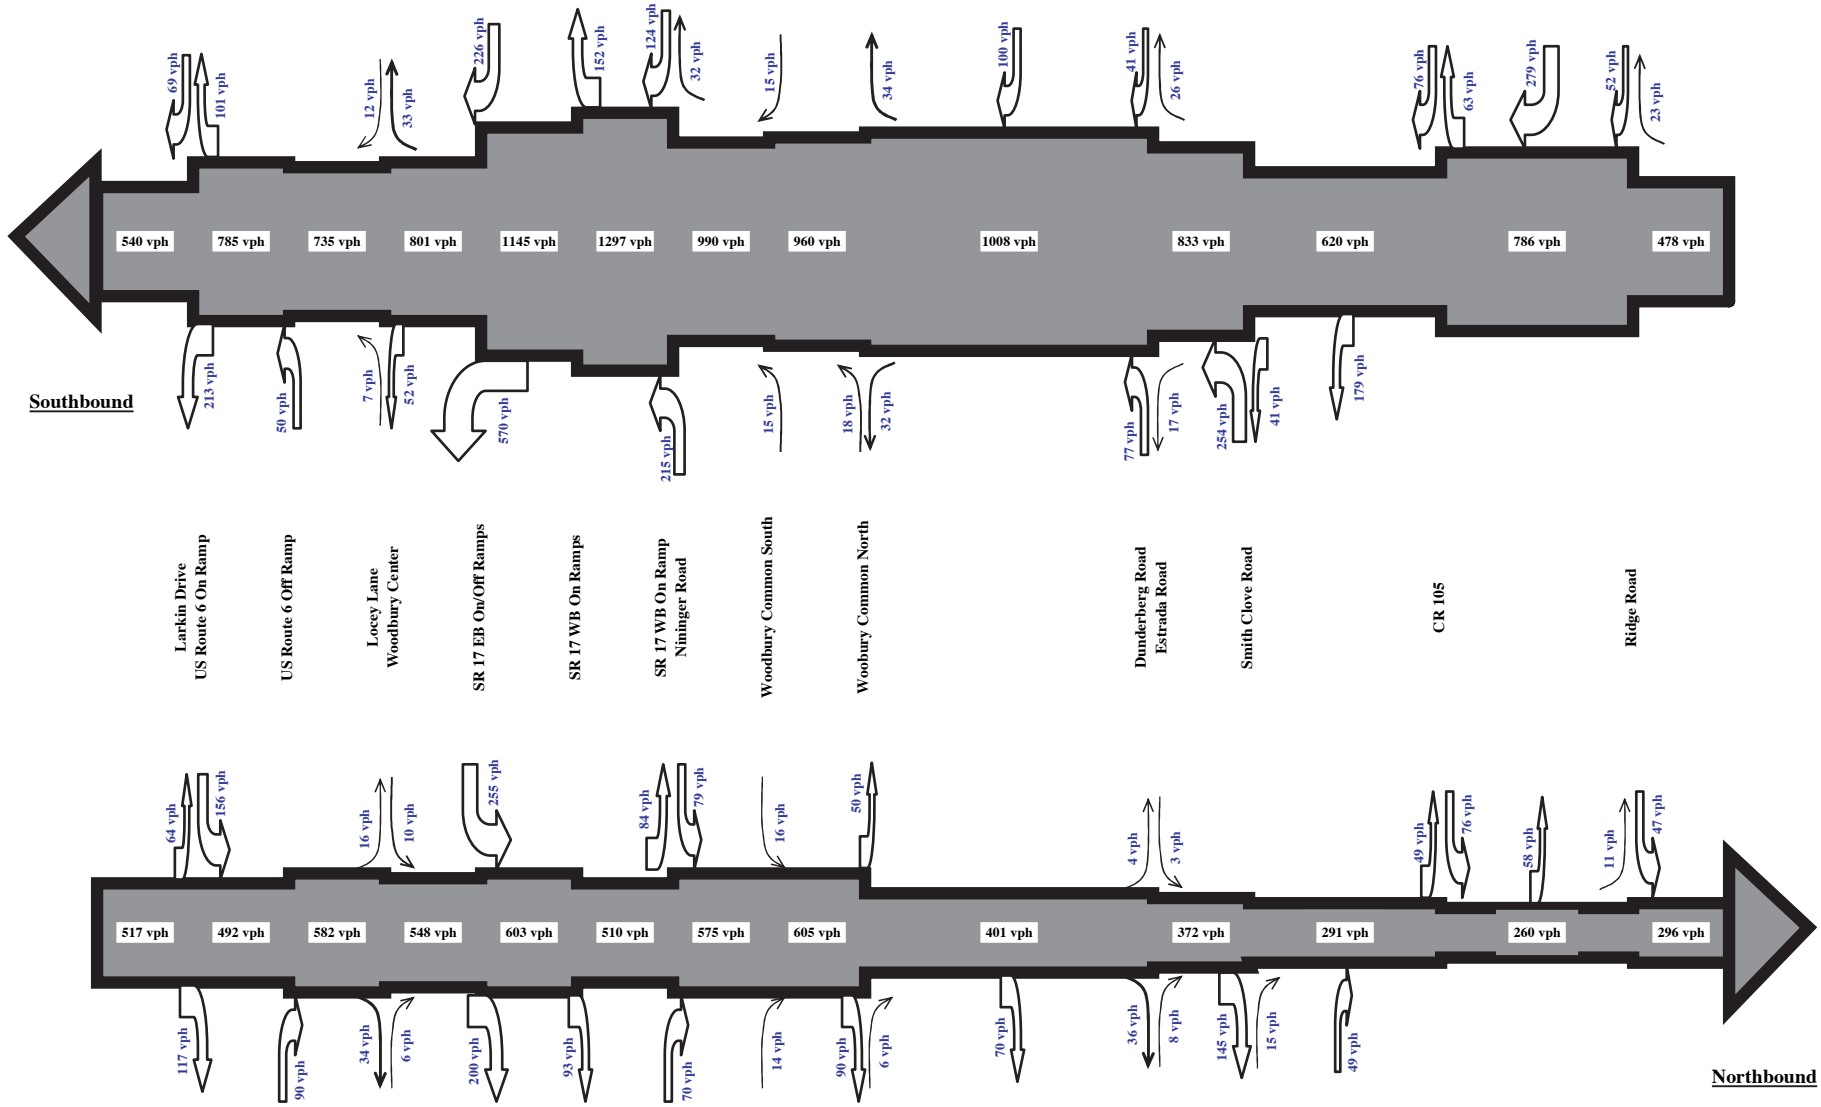 69 vph
101 vph
12 vph
33 vph
226 vph
152 vph
124 vph
32 vph
15 vph
34 vph
100 vph
41 vph
26 vph
76 vph
63 vph
279 vph
52 vph
23 vph
540 vph
785 vph
735 vph
801 vph
1145 vph
1297 vph
990 vph
960 vph
1008 vph
833 vph
620 vph
786 vph
478 vph
213 vph
50 vph
7 vph
52 vph
570 vph
215 vph
15 vph
18 vph
32 vph
77 vph
17 vph
254 vph
41 vph
179 vph
Southbound
Larkin Drive
US Route 6 On Ramp
US Route 6 Off Ramp
Locey Lane
Woodbury Center
SR 17 EB On/Off Ramps
SR 17 WB On Ramps
SR 17 WB On Ramp
Nininger Road
Woodbury Common South
Woobury Common North
Dunderberg Road
Estrada Road
Smith Clove Road
CR 105
Ridge Road
64 vph
156 vph
16 vph
10 vph
255 vph
84 vph
79 vph
16 vph
50 vph
4 vph
3 vph
49 vph
76 vph
58 vph
11 vph
47 vph
517 vph
492 vph
582 vph
548 vph
603 vph
510 vph
575 vph
605 vph
401 vph
372 vph
291 vph
260 vph
296 vph
117 vph
90 vph
34 vph
6 vph
200 vph
93 vph
70 vph
14 vph
90 vph
6 vph
70 vph
36 vph
8 vph
145 vph
15 vph
49 vph
Northbound